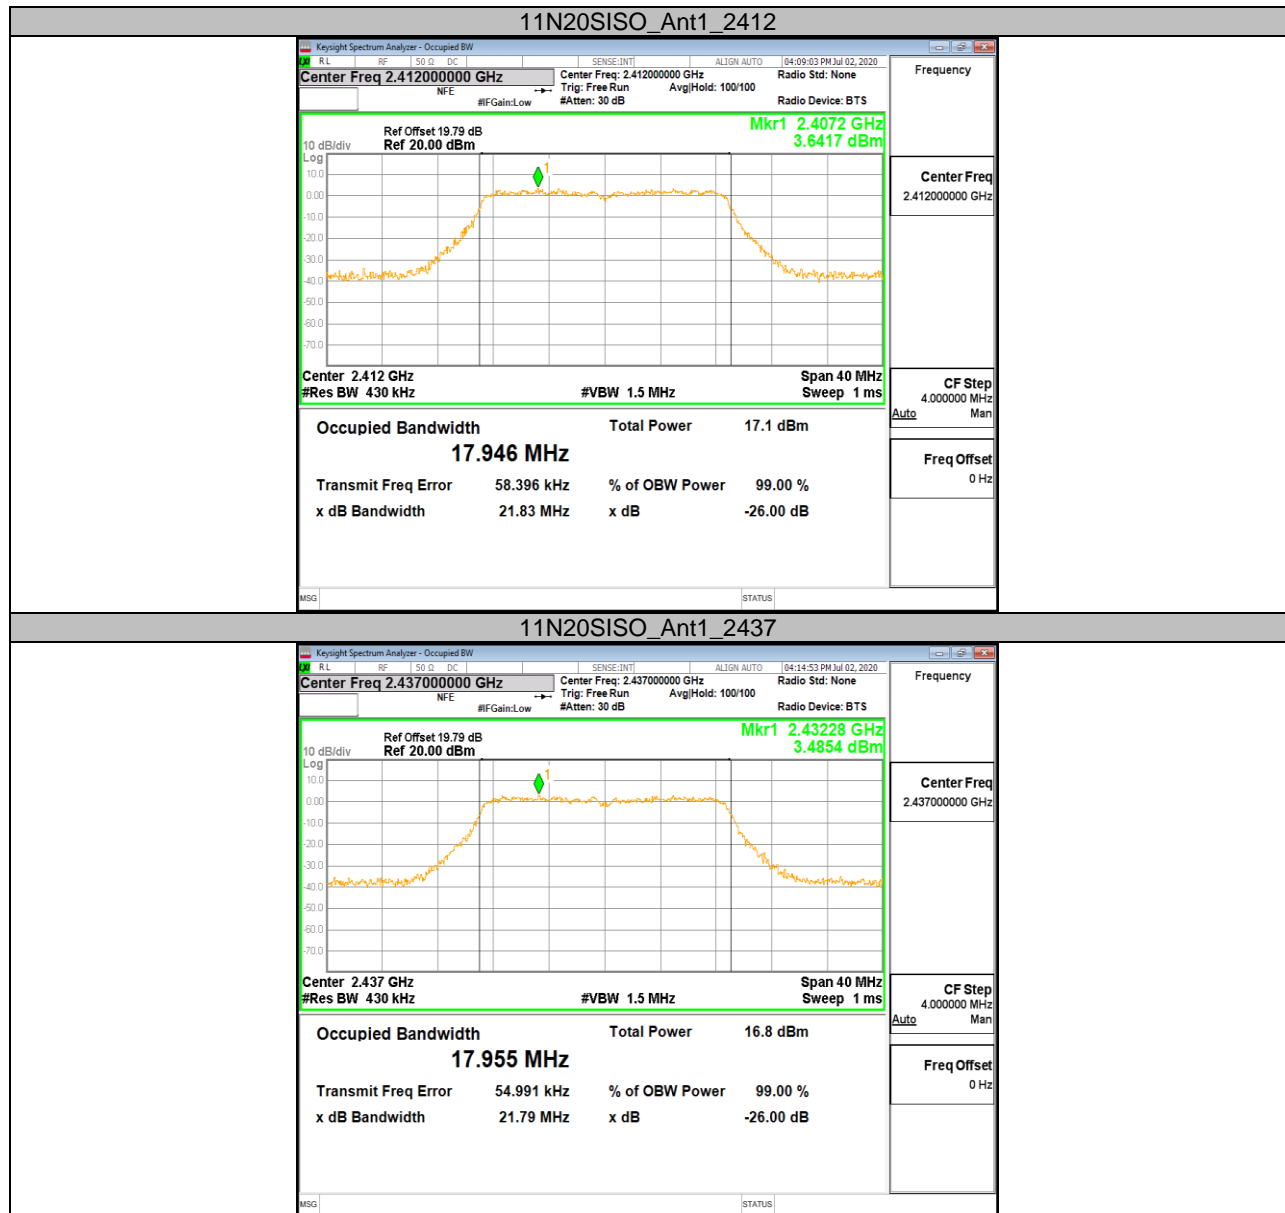 11N20SISO_Ant1_2412
Keysight Spectrum Analyzer - Occupied BW
RL RF 50 Ω DC SENSE:INT ALIGN AUTO 04:09:03 PM Jul 02, 2020
Center Freq 2.412000000 GHz
Center Freq: 2.412000000 GHz Radio Std: None
NFE Trig: Free Run Avg|Hold: 100/100
#IFGain:Low #Atten: 30 dB Radio Device: BTS
Frequency
Mkr1 2.4072 GHz
3.6417 dBm
Ref Offset 19.79 dB
10 dB/div Ref 20.00 dBm
Log
1
10.0
0.00
-10.0
-20.0
-30.0
-40.0
-50.0
-60.0
-70.0
Center Freq
2.412000000 GHz
Center 2.412 GHz Span 40 MHz
#Res BW 430 kHz #VBW 1.5 MHz Sweep 1 ms
CF Step
4.000000 MHz
Auto Man
Occupied Bandwidth Total Power 17.1 dBm
17.946 MHz
Freq Offset
0 Hz
Transmit Freq Error 58.396 kHz % of OBW Power 99.00 %
x dB Bandwidth 21.83 MHz x dB -26.00 dB
MSG STATUS
11N20SISO_Ant1_2437
Keysight Spectrum Analyzer - Occupied BW
RL RF 50 Ω DC SENSE:INT ALIGN AUTO 04:14:53 PM Jul 02, 2020
Center Freq 2.437000000 GHz
Center Freq: 2.437000000 GHz Radio Std: None
NFE Trig: Free Run Avg|Hold: 100/100
#IFGain:Low #Atten: 30 dB Radio Device: BTS
Frequency
Mkr1 2.43228 GHz
3.4854 dBm
Ref Offset 19.79 dB
10 dB/div Ref 20.00 dBm
Log
1
10.0
0.00
-10.0
-20.0
-30.0
-40.0
-50.0
-60.0
-70.0
Center Freq
2.437000000 GHz
Center 2.437 GHz Span 40 MHz
#Res BW 430 kHz #VBW 1.5 MHz Sweep 1 ms
CF Step
4.000000 MHz
Auto Man
Occupied Bandwidth Total Power 16.8 dBm
17.955 MHz
Freq Offset
0 Hz
Transmit Freq Error 54.991 kHz % of OBW Power 99.00 %
x dB Bandwidth 21.79 MHz x dB -26.00 dB
MSG STATUS